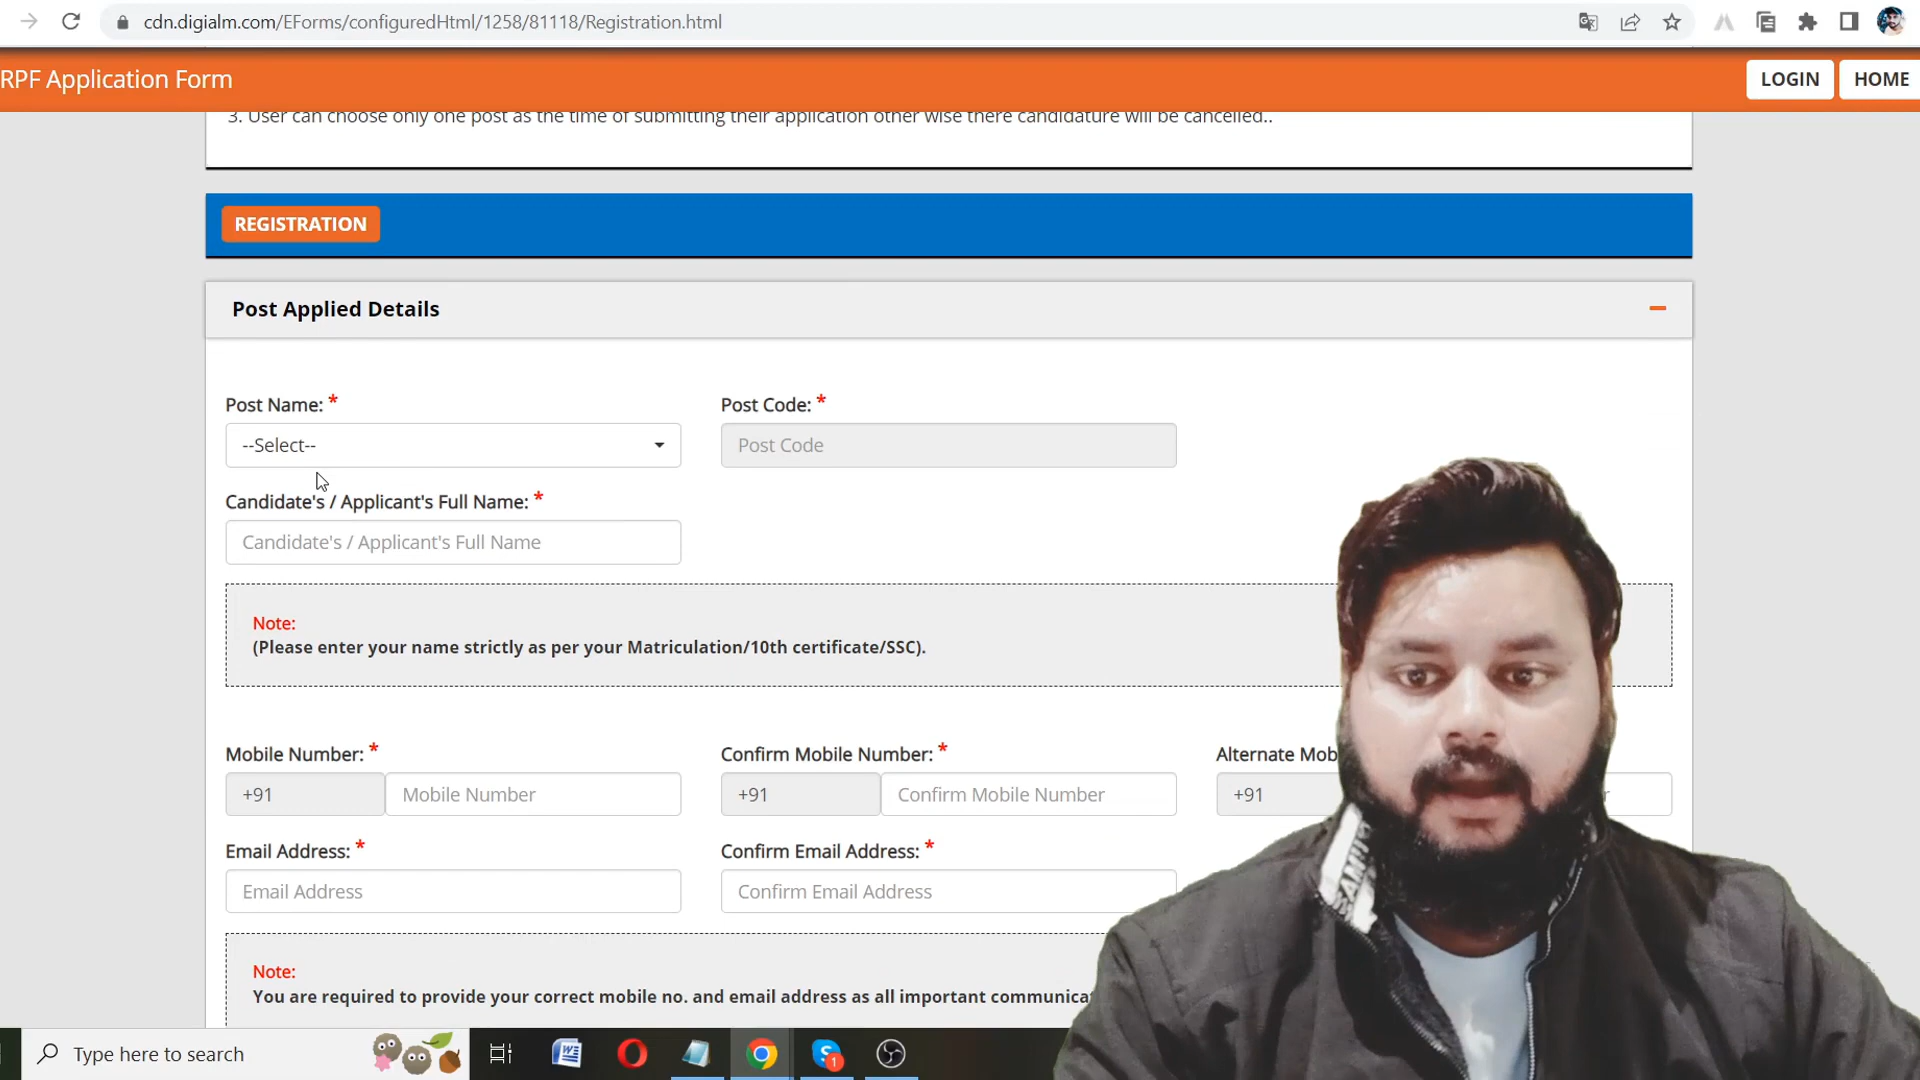 cdn.digialm.com/EForms/configuredHtml/1258/81118/Registration.html
RPF Application Form
LOGIN
HOME
3. User can choose only one post as the time of submitting their application other wise there candidature will be cancelled..
REGISTRATION
Post Applied Details
Post Name: *
Post Code: *
--Select--
Post Code
Candidate's / Applicant's Full Name: *
Candidate's / Applicant's Full Name
Note:
(Please enter your name strictly as per your Matriculation/10th certificate/SSC).
Mobile Number: *
Confirm Mobile Number: *
Alternate Mob
+91
Mobile Number
+91
Confirm Mobile Number
+91
Email Address: *
Confirm Email Address: *
Email Address
Confirm Email Address
Note:
You are required to provide your correct mobile no. and email address as all important communica
Type here to search
1